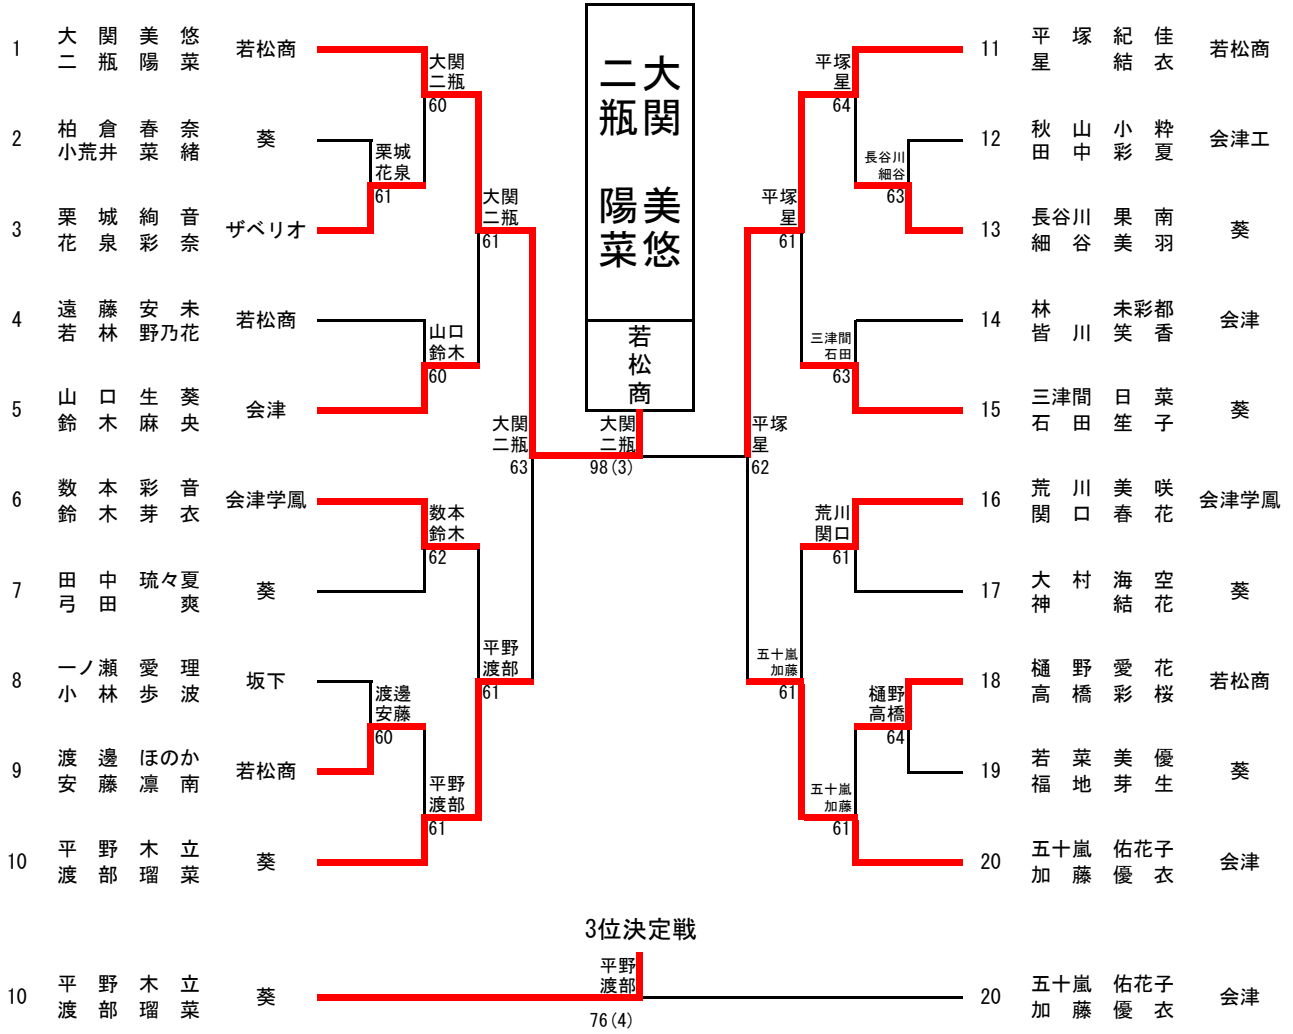 大関 美悠
二瓶 陽菜
若松商
1 大関美悠 若松商
二瓶陽菜
2 柏倉春奈 葵
小荒井菜緒
3 栗城絢音 ザベリオ
花泉彩奈
4 遠藤安未 若松商
若林野乃花
5 山口生葵 会津
鈴木麻央
6 数本彩音 会津学鳳
鈴木芽衣
7 田中琉々夏 葵
弓田爽
8 一ノ瀬愛理 坂下
小林歩波
9 渡邊ほのか 若松商
安藤凛南
10 平野木立 葵
渡部瑠菜
大関
二瓶
60
栗城
花泉
61
大関
二瓶
61
山口
鈴木
60
大関
二瓶
63
数本
鈴木
62
平野
渡部
61
渡邊
安藤
60
平野
渡部
61
大関
二瓶
98(3)
11 平塚紀佳 若松商
星結衣
12 秋山小粋 会津工
田中彩夏
13 長谷川果南 葵
細谷美羽
14 林未彩都 会津
皆川笑香
15 三津間日菜 葵
石田笙子
16 荒川美咲 会津学鳳
関口春花
17 大村海空 葵
神結花
18 樋野愛花 若松商
高橋彩桜
19 若菜美優 葵
福地芽生
20 五十嵐佑花子 会津
加藤優衣
平塚
星
64
長谷川
細谷
63
平塚
星
61
三津間
石田
63
平塚
星
62
荒川
関口
61
五十嵐
加藤
61
樋野
高橋
64
五十嵐
加藤
61
3位決定戦
10 平野木立 葵
渡部瑠菜
平野
渡部
76(4)
20 五十嵐佑花子 会津
加藤優衣